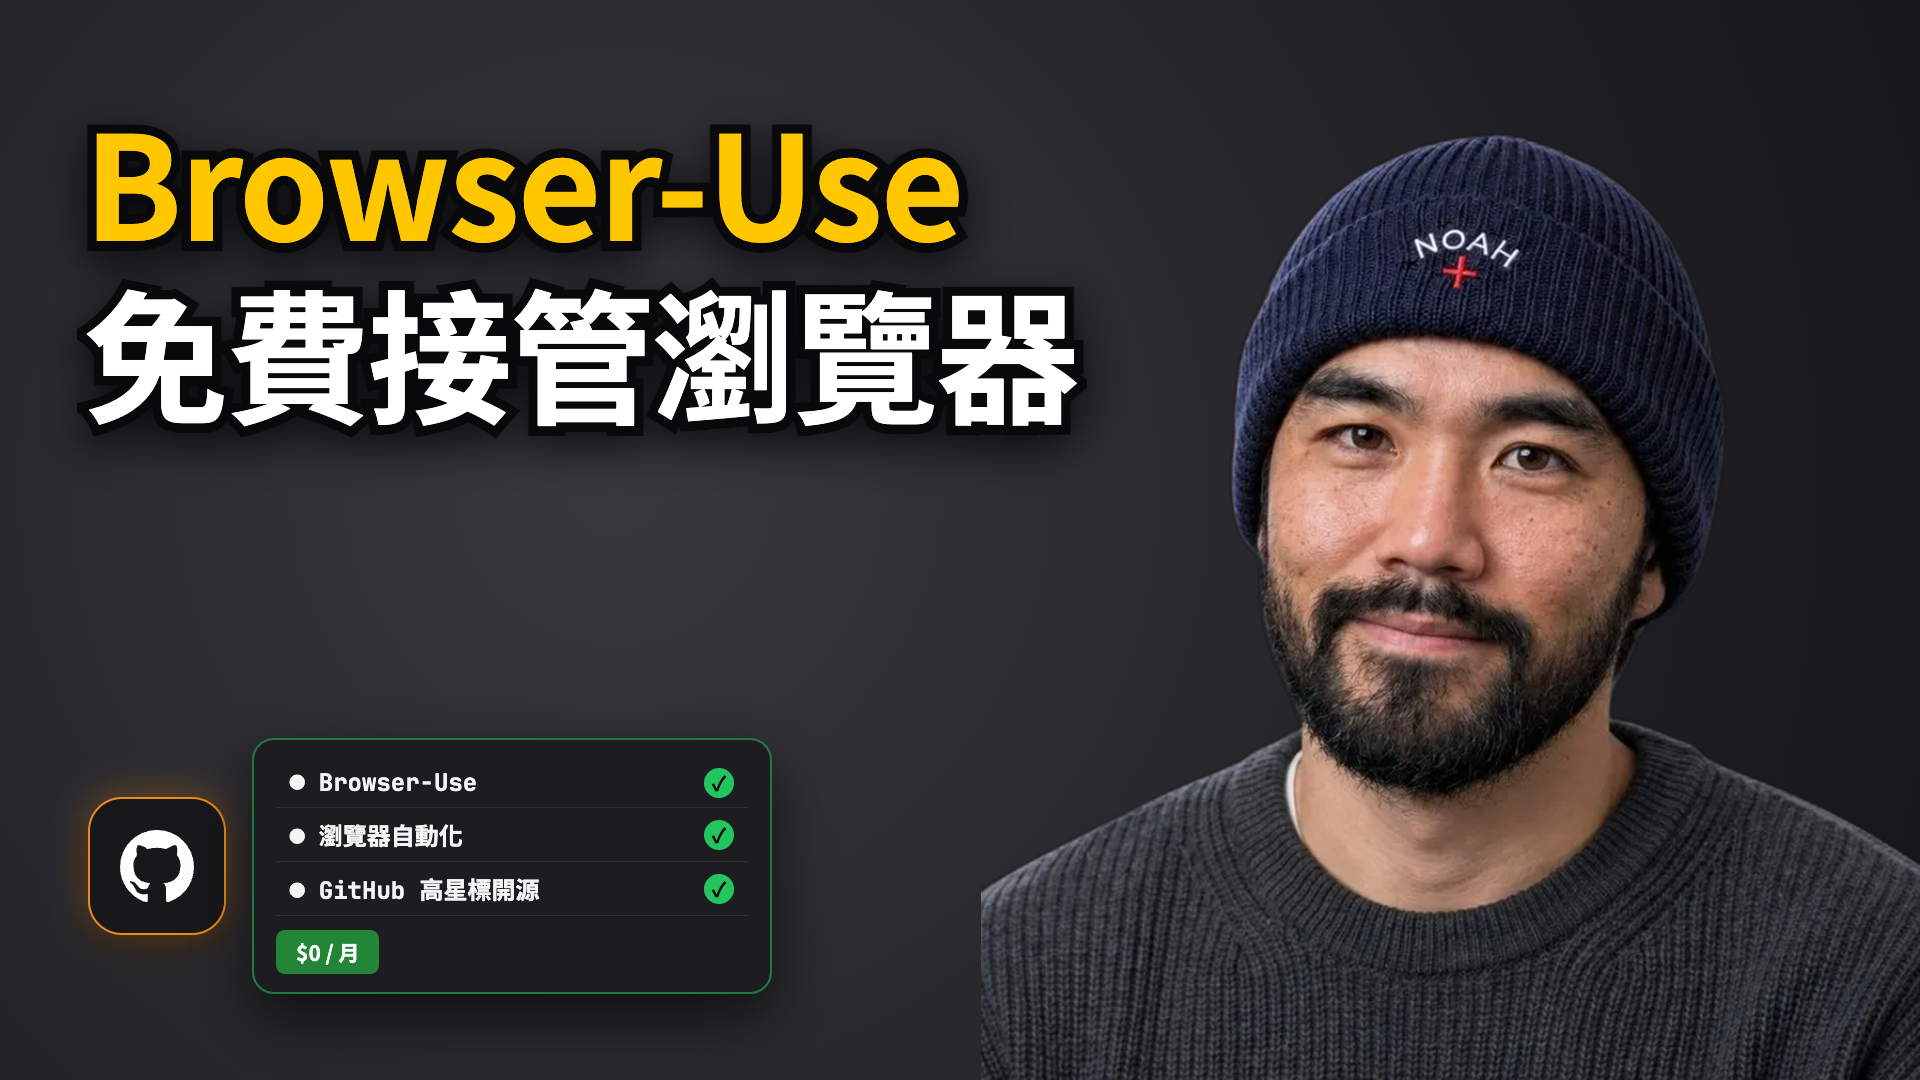 Browser-Use
免費接管瀏覽器
NOAH
Browser-Use
瀏覽器自動化
GitHub 高星標開源
$0 / 月